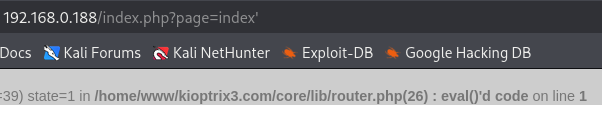 192.168.0.188/index.php?page=index'
Docs Kali Forums Kali NetHunter Exploit-DB Google Hacking DB
=39) state=1 in /home/www/kioptrix3.com/core/lib/router.php(26) : eval()'d code on line 1